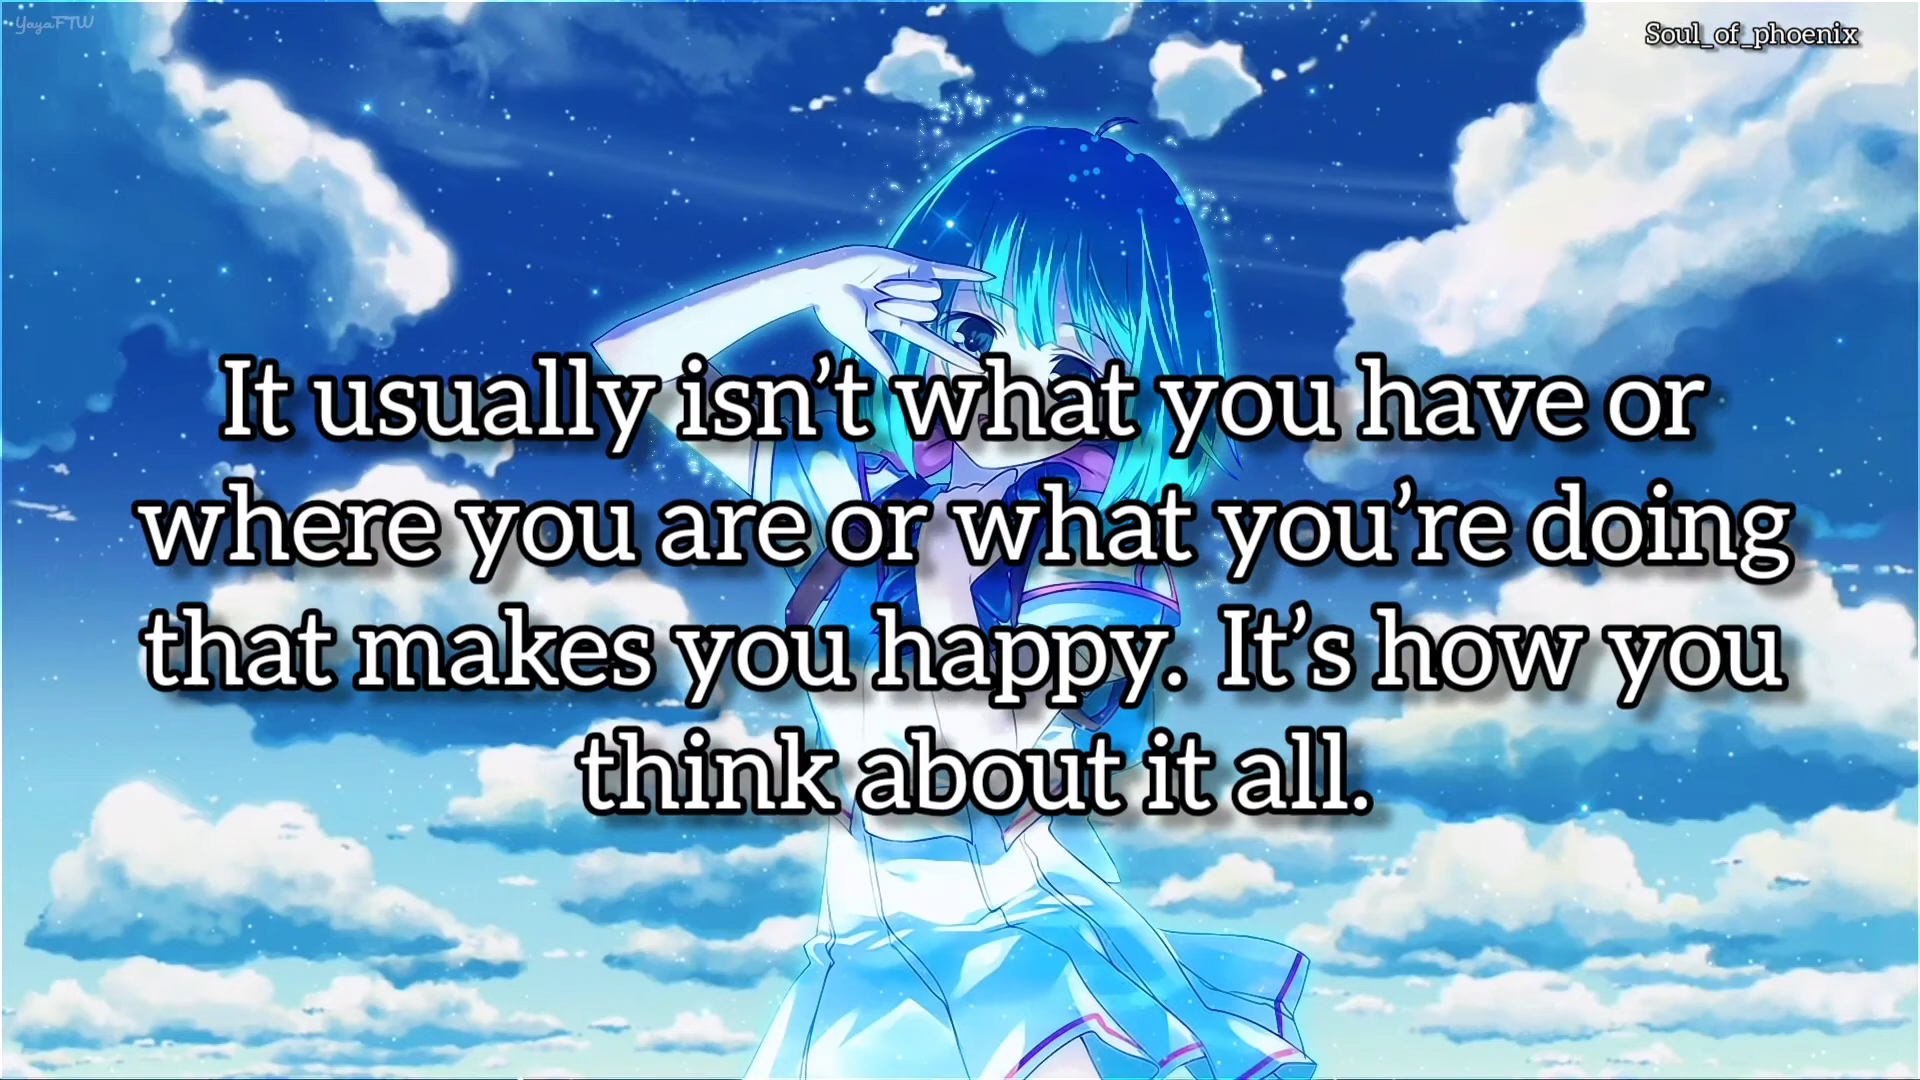 YayaFTW
Soul_of_phoenix
It usually isn’t what you have or
where you are or what you’re doing
that makes you happy. It’s how you
think about it all.